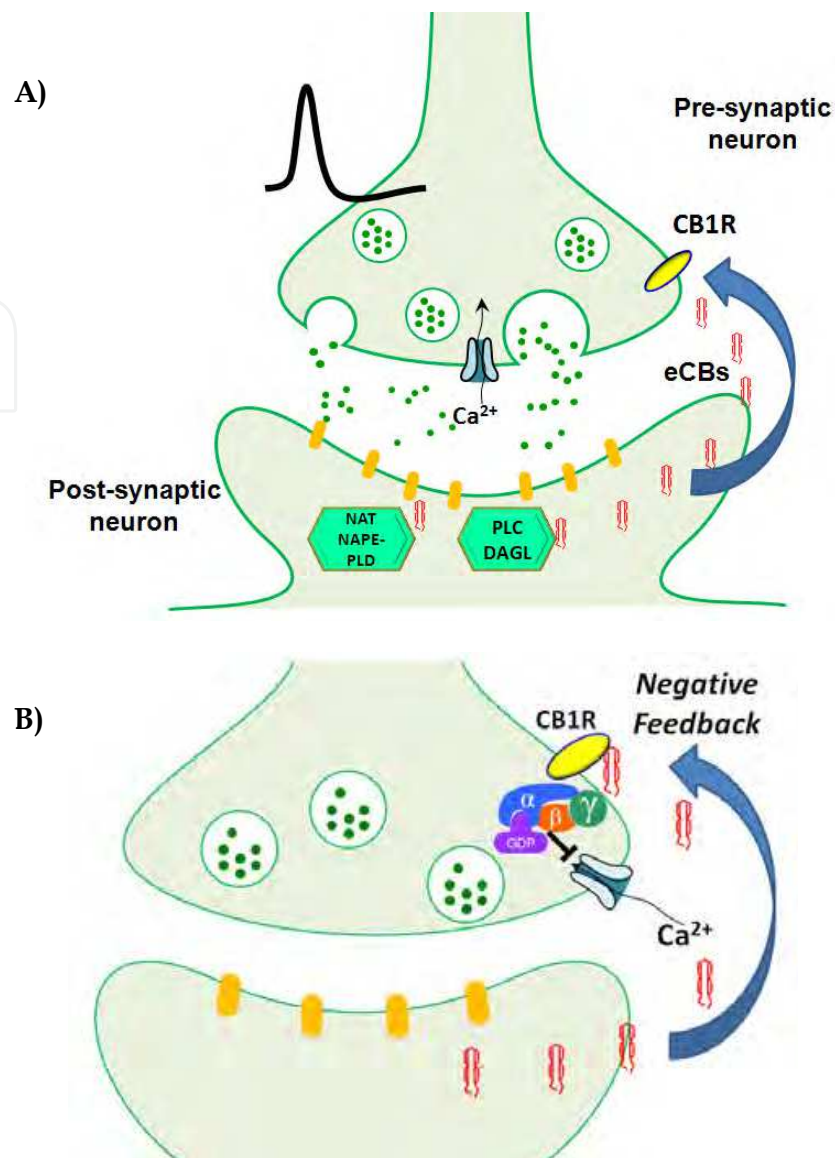 A)
Pre-synaptic
neuron
CB1R
eCBs
Ca²⁺
Post-synaptic
neuron
NAT
NAPE-
PLD
PLC
DAGL
B)
Negative
Feedback
CB1R
α
β
γ
GDP
Ca²⁺